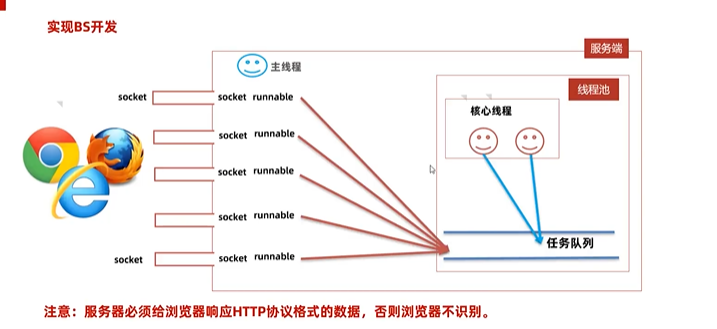 实现BS开发
服务端
主线程
线程池
socket
socket runnable
核心线程
socket runnable
socket runnable
socket runnable
任务队列
socket
socket runnable
注意：服务器必须给浏览器响应HTTP协议格式的数据，否则浏览器不识别。